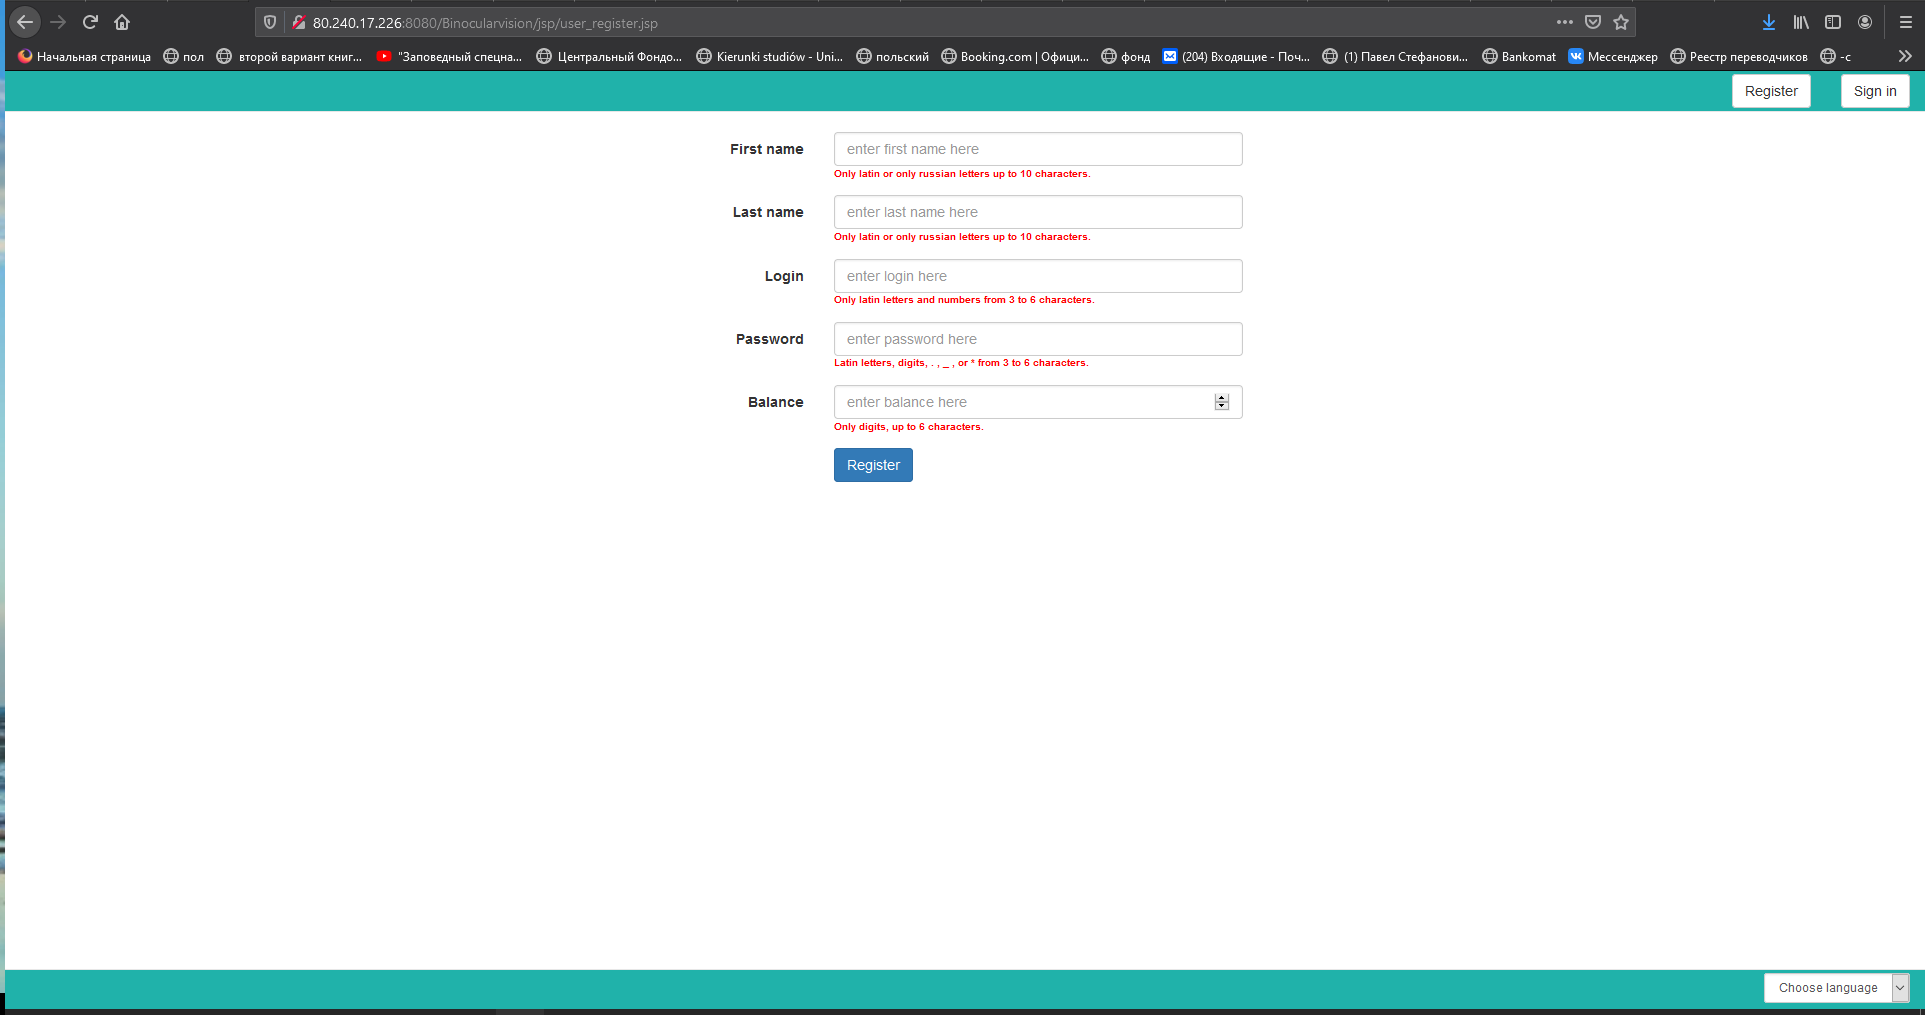 80.240.17.226:8080/Binocularvision/jsp/user_register.jsp
Начальная страница пол второй вариант книг... "Заповедный спецна... Центральный Фондо... Kierunki studiów - Uni... польский Booking.com | Офици... фонд (204) Входящие - Поч... (1) Павел Стефанови... Bankomat Мессенджер Реестр переводчиков -с
Register Sign in
First name enter first name here
Only latin or only russian letters up to 10 characters.
Last name enter last name here
Only latin or only russian letters up to 10 characters.
Login enter login here
Only latin letters and numbers from 3 to 6 characters.
Password enter password here
Latin letters, digits, . , _ , or * from 3 to 6 characters.
Balance enter balance here
Only digits, up to 6 characters.
Register
Choose language